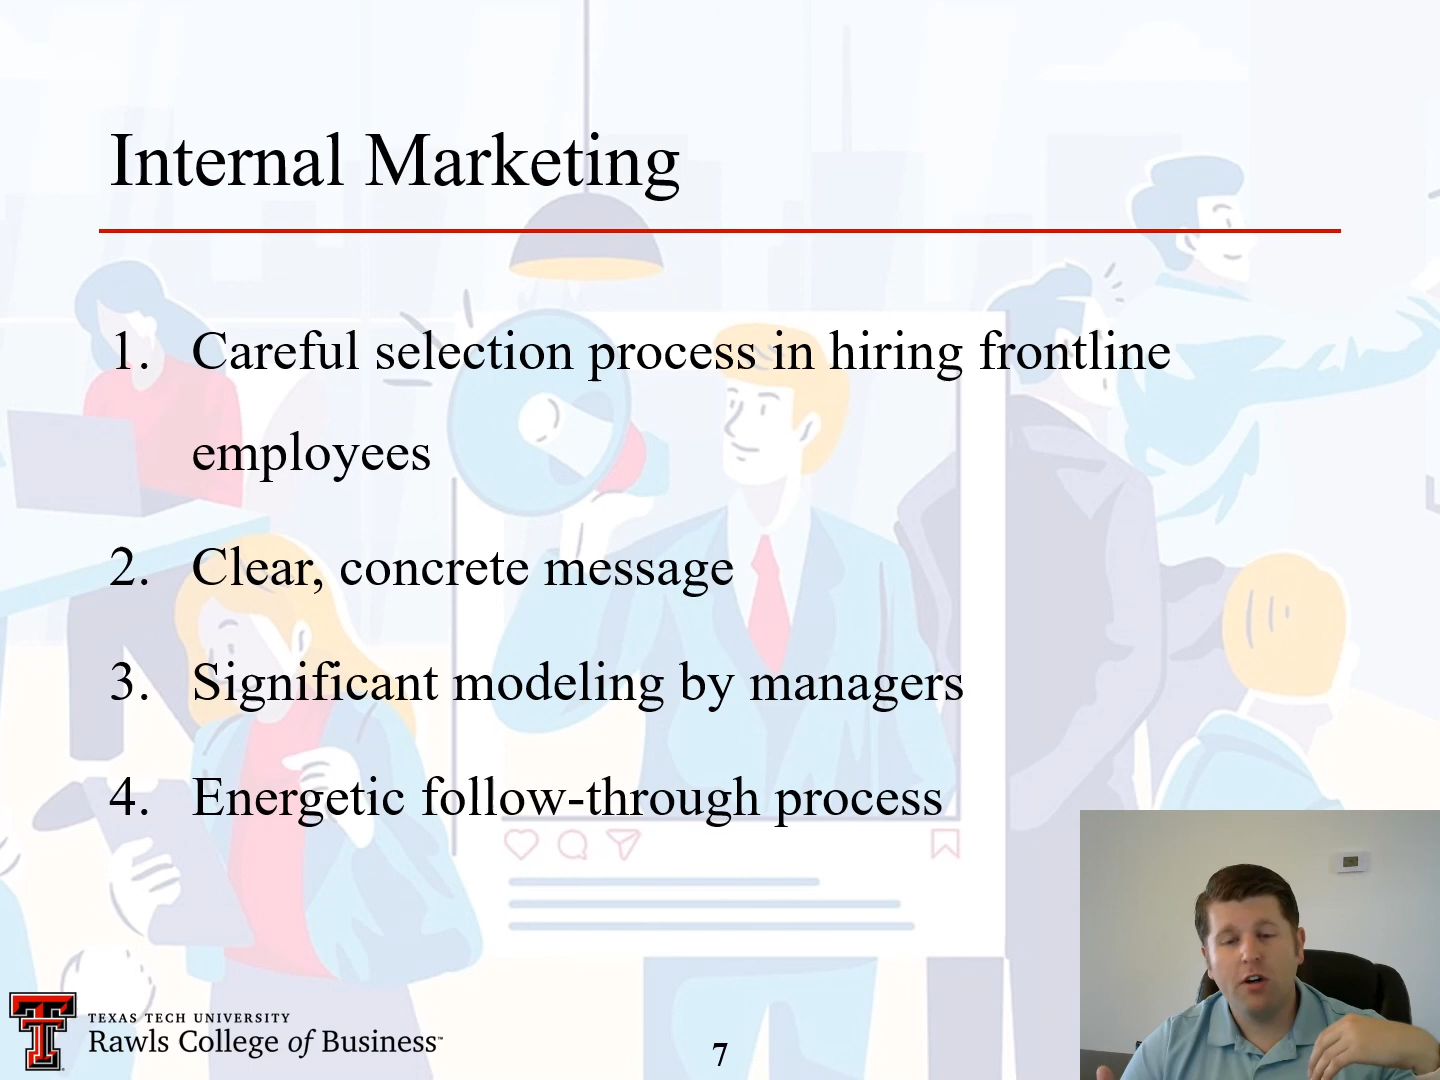 Internal Marketing
1. Careful selection process in hiring frontline
employees
2. Clear, concrete message
3. Significant modeling by managers
4. Energetic follow-through process
TEXAS TECH UNIVERSITY
Rawls College of Business™
7